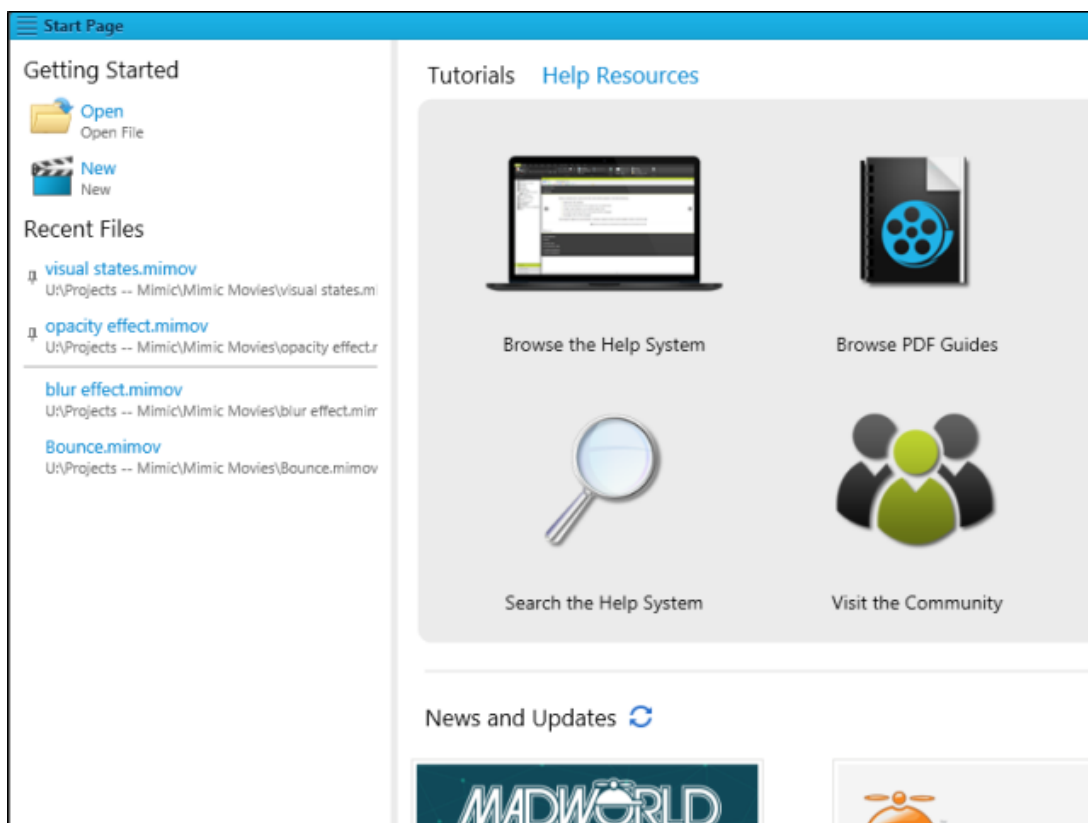 Start Page
Getting Started
Open
Open File
New
New
Recent Files
visual states.mimov
U:\Projects -- Mimic\Mimic Movies\visual states.mi
opacity effect.mimov
U:\Projects -- Mimic\Mimic Movies\opacity effect.r
blur effect.mimov
U:\Projects -- Mimic\Mimic Movies\blur effect.mim
Bounce.mimov
U:\Projects -- Mimic\Mimic Movies\Bounce.mimov
Tutorials Help Resources
Browse the Help System
Browse PDF Guides
Search the Help System
Visit the Community
News and Updates
MADWORLD